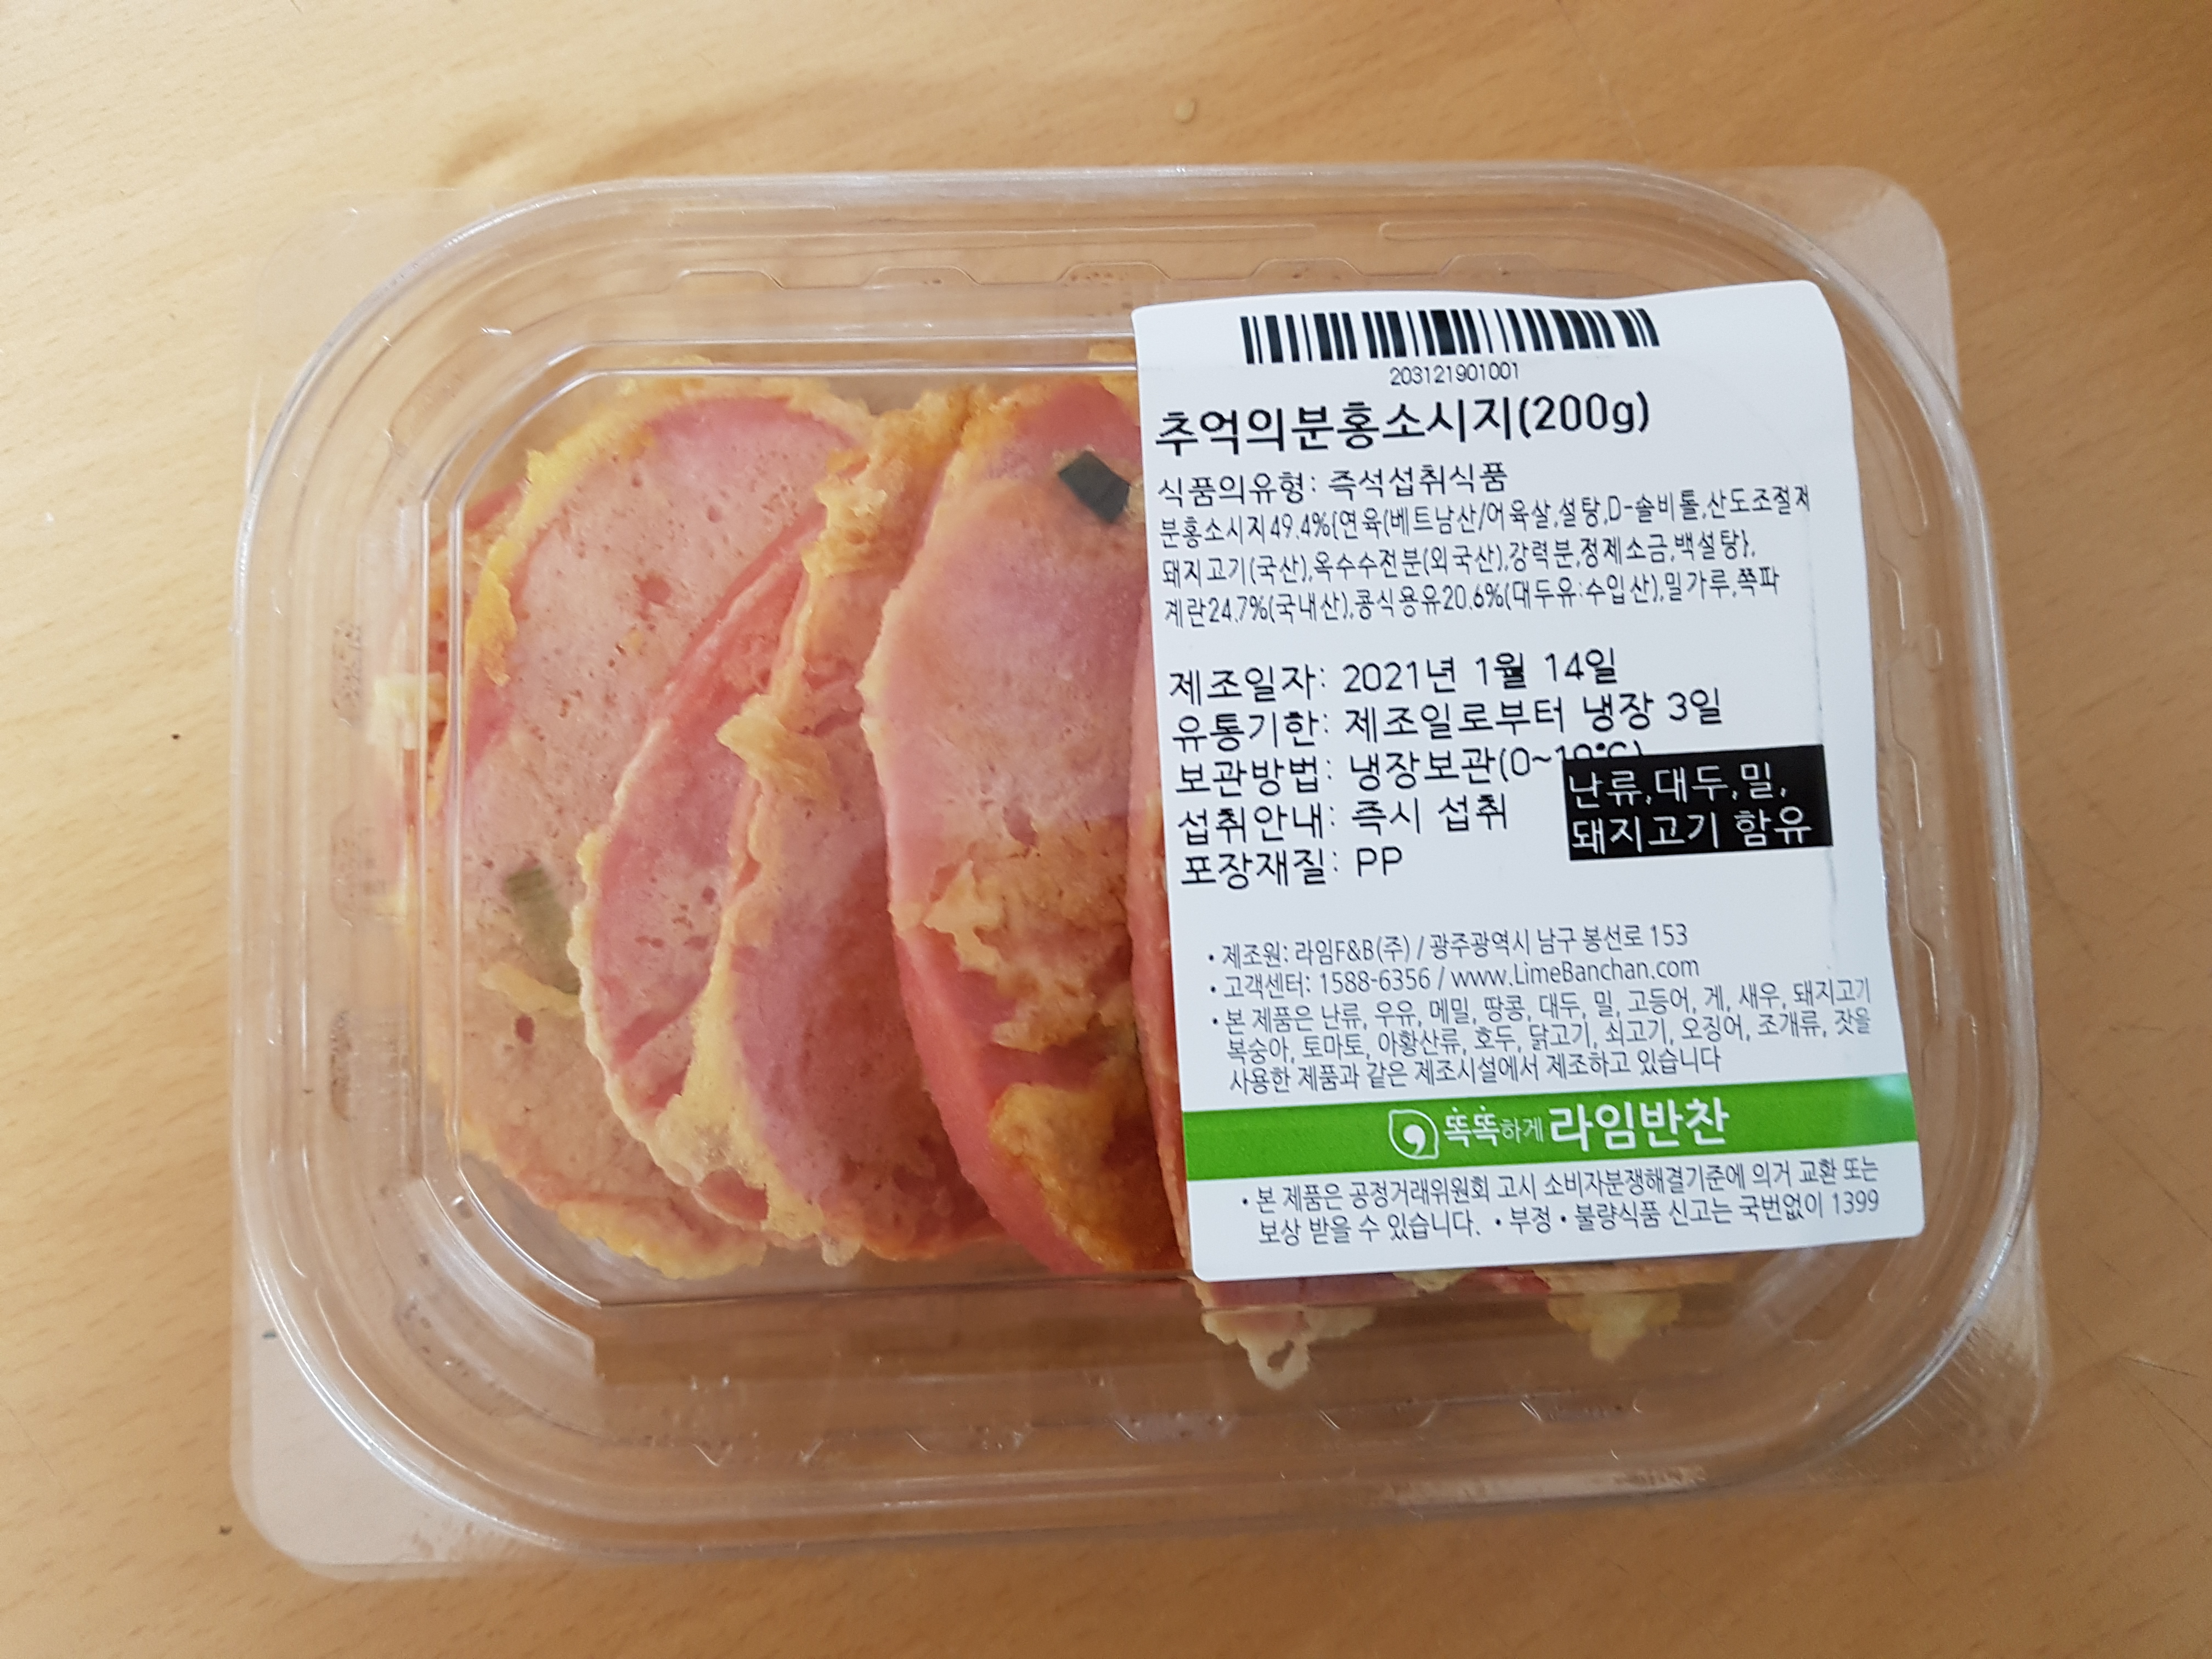 203121901001
추억의분홍소시지(200g)
식품의유형: 즉석섭취식품
분홍소시지49.4%{연육(베트남산/어육살,설탕,D-솔비톨,산도조절제
돼지고기(국산),옥수수전분(외국산),강력분,정제소금,백설탕},
계란24.7%(국내산),콩식용유20.6%(대두유:수입산),밀가루,쪽파
제조일자: 2021년 1월 14일
유통기한: 제조일로부터 냉장 3일
보관방법: 냉장보관(0~10℃)
난류,대두,밀,
섭취안내: 즉시 섭취
돼지고기 함유
포장재질: PP
• 제조원: 라임F&B(주) / 광주광역시 남구 봉선로 153
• 고객센터: 1588-6356 / www.LimeBanchan.com
• 본 제품은 난류, 우유, 메밀, 땅콩, 대두, 밀, 고등어, 게, 새우, 돼지고기
복숭아, 토마토, 아황산류, 호두, 닭고기, 쇠고기, 오징어, 조개류, 잣을
사용한 제품과 같은 제조시설에서 제조하고 있습니다
똑똑하게 라임반찬
• 본 제품은 공정거래위원회 고시 소비자분쟁해결기준에 의거 교환 또는
보상 받을 수 있습니다. • 부정 • 불량식품 신고는 국번없이 1399